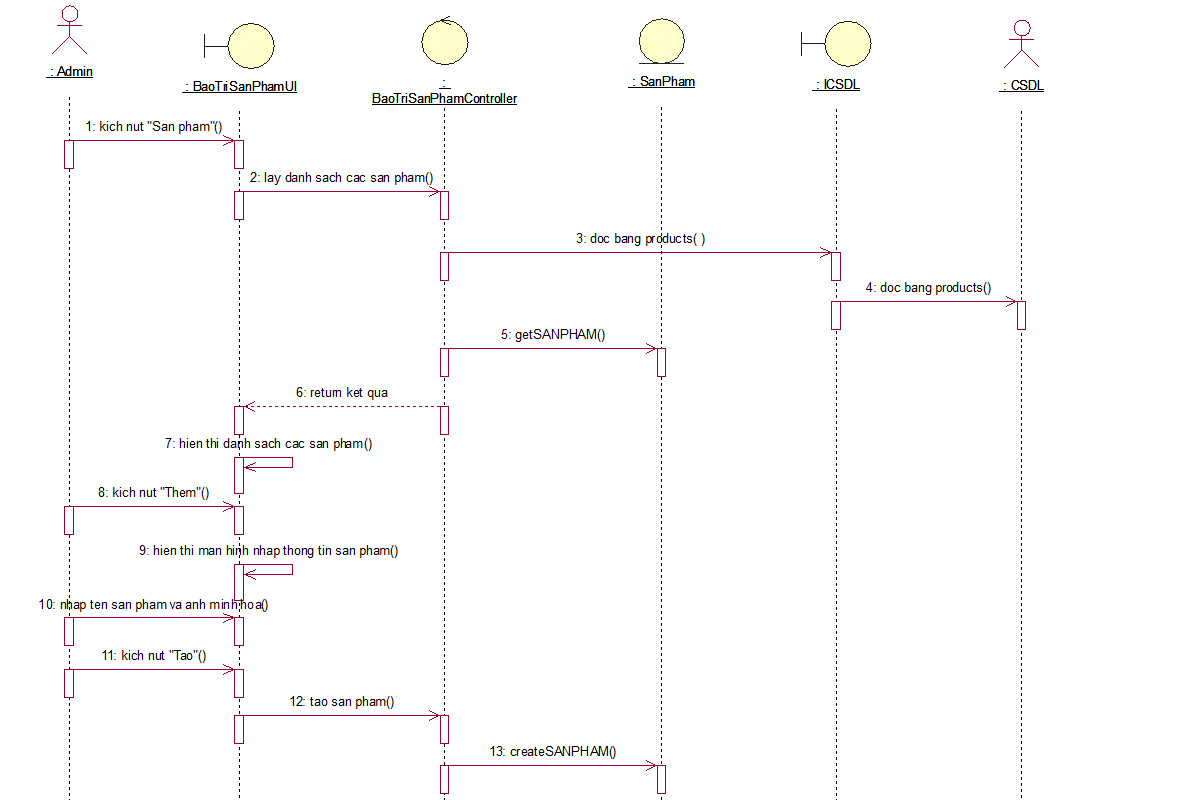 : Admin
: BaoTriSanPhamUI
:
BaoTriSanPhamController
: SanPham
: ICSDL
: CSDL
1: kich nut "San pham"()
2: lay danh sach cac san pham()
3: doc bang products( )
4: doc bang products()
5: getSANPHAM()
6: return ket qua
7: hien thi danh sach cac san pham()
8: kich nut "Them"()
9: hien thi man hinh nhap thong tin san pham()
10: nhap ten san pham va anh minh hoa()
11: kich nut "Tao"()
12: tao san pham()
13: createSANPHAM()